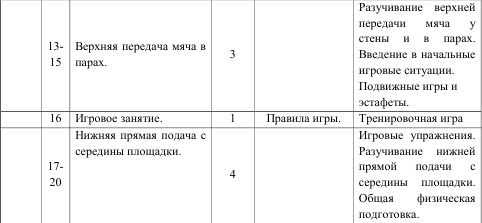 13-
15
Верхняя передача мяча в
парах.
3
Разучивание верхней
передачи мяча у
стены и в парах.
Введение в начальные
игровые ситуации.
Подвижные игры и
эстафеты.
16
Игровое занятие.
1
Правила игры.
Тренировочная игра
17-
20
Нижняя прямая подача с
середины площадки.
4
Игровые упражнения.
Разучивание нижней
прямой подачи с
середины площадки.
Общая физическая
подготовка.